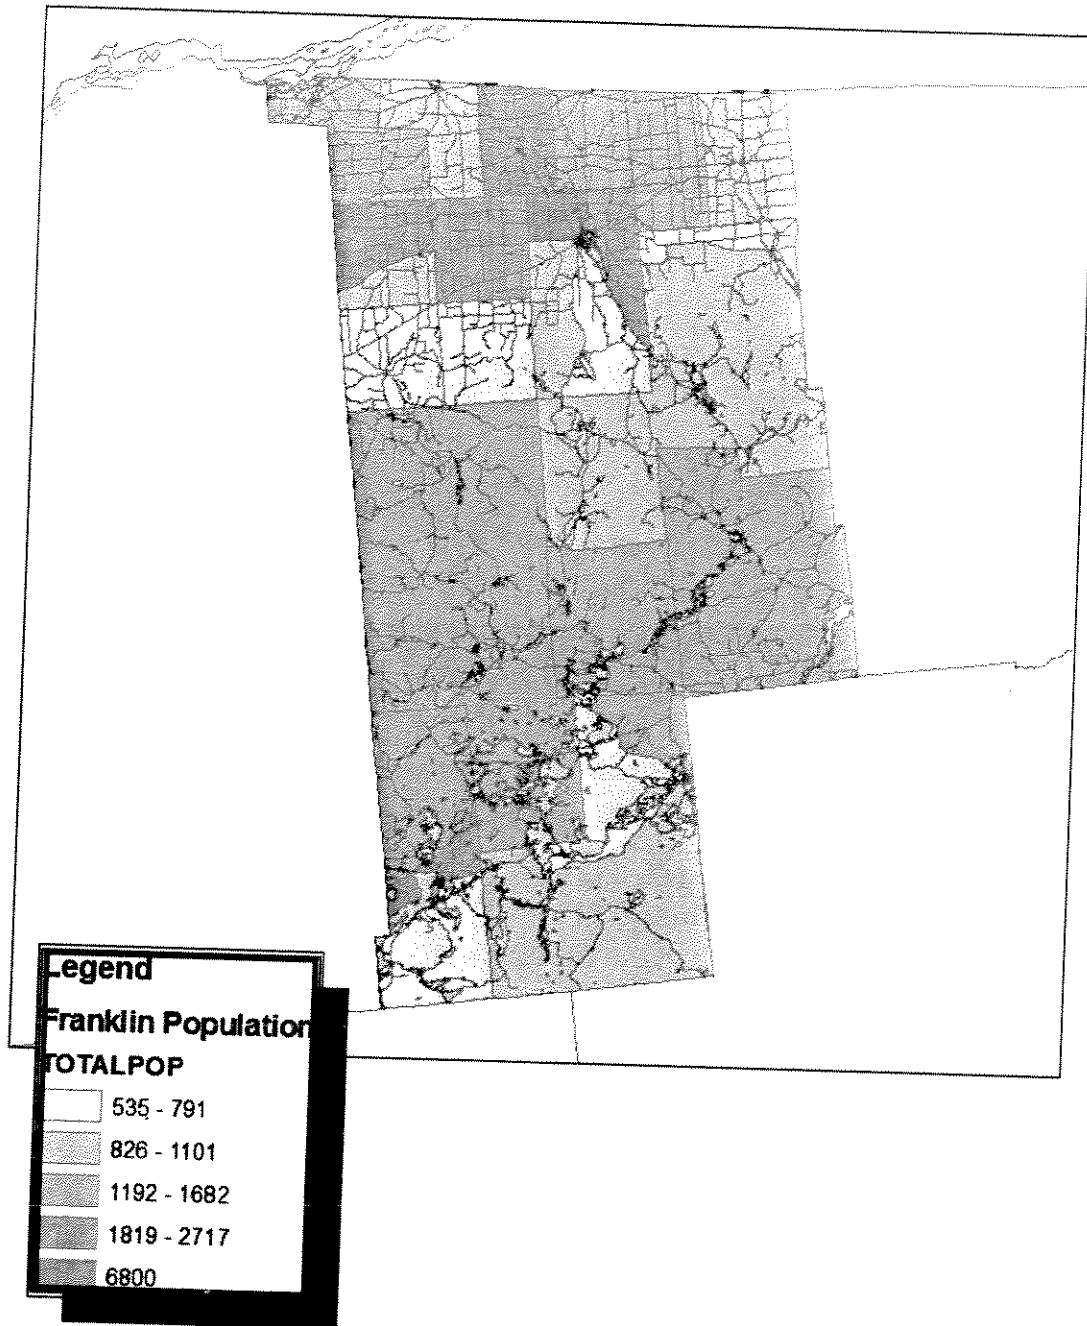 Legend
Franklin Population
TOTALPOP
535 - 791
826 - 1101
1192 - 1682
1819 - 2717
6800